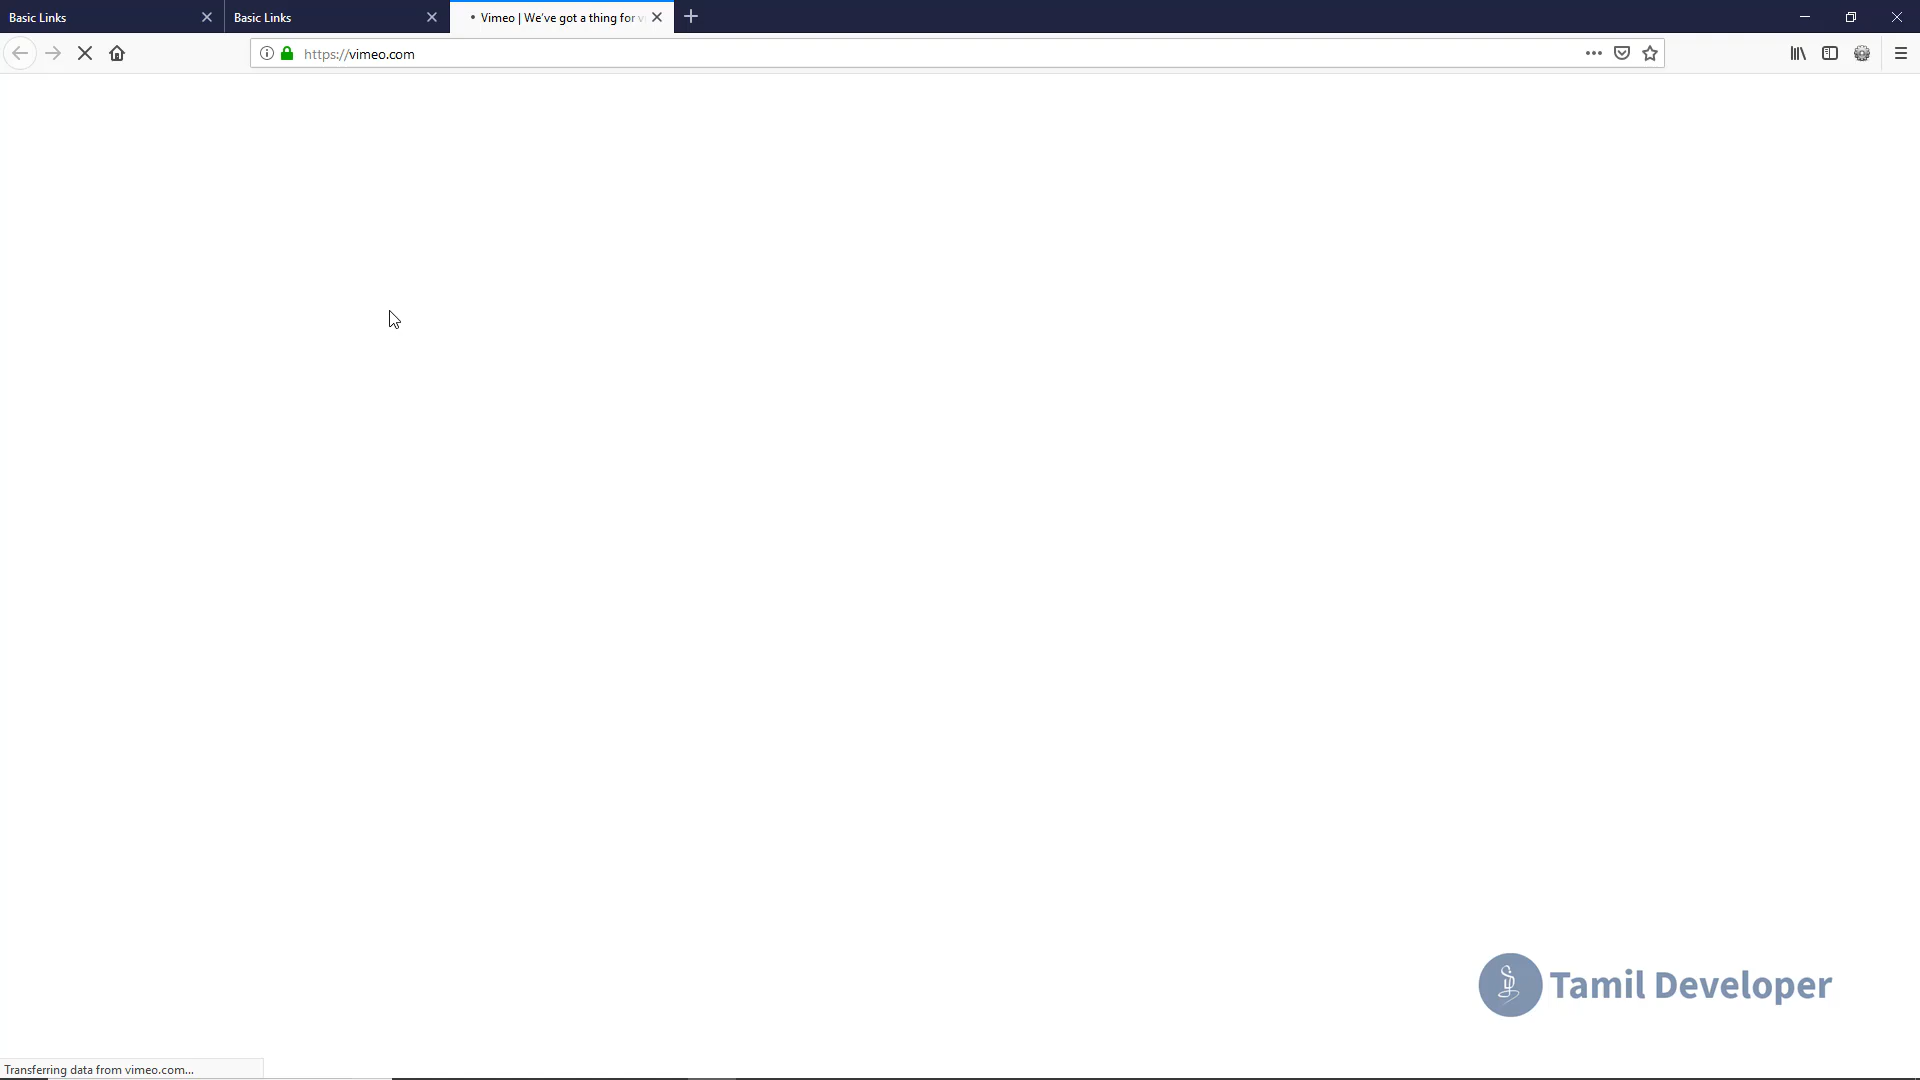 Basic Links
Basic Links
Vimeo | We've got a thing for v
https://vimeo.com
Tamil Developer
Transferring data from vimeo.com...